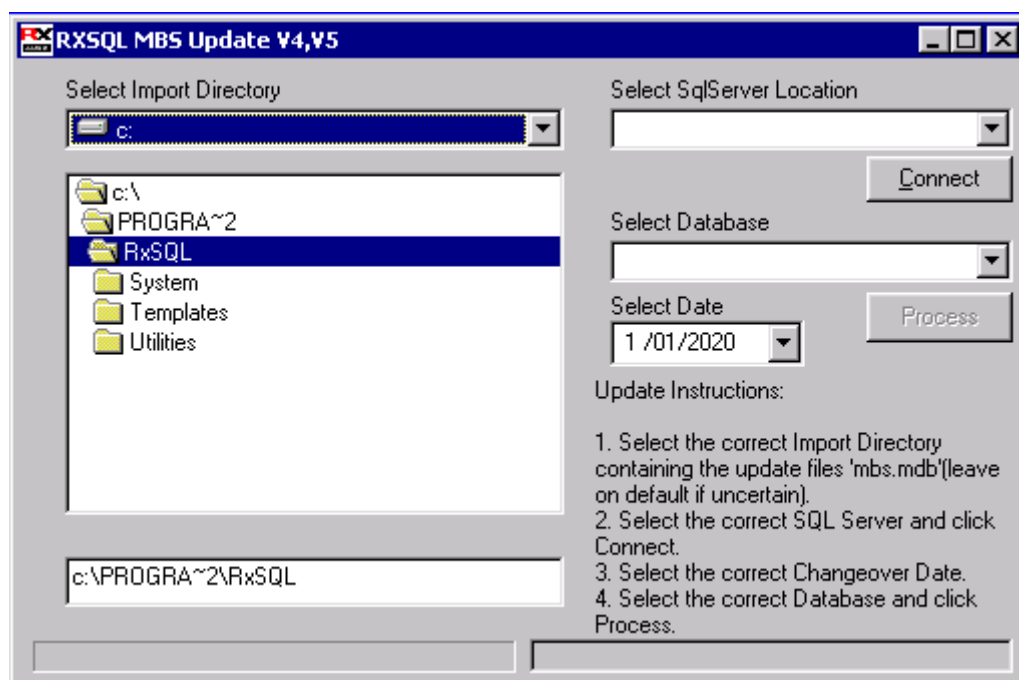 RX
RXSQL MBS Update V4,V5
Select Import Directory
c:
c:\
PROGRA~2
RxSQL
System
Templates
Utilities
c:\PROGRA~2\RxSQL
Select SqlServer Location
Connect
Select Database
Select Date
1 /01/2020
Process
Update Instructions:
1. Select the correct Import Directory
containing the update files 'mbs.mdb'(leave
on default if uncertain).
2. Select the correct SQL Server and click
Connect.
3. Select the correct Changeover Date.
4. Select the correct Database and click
Process.